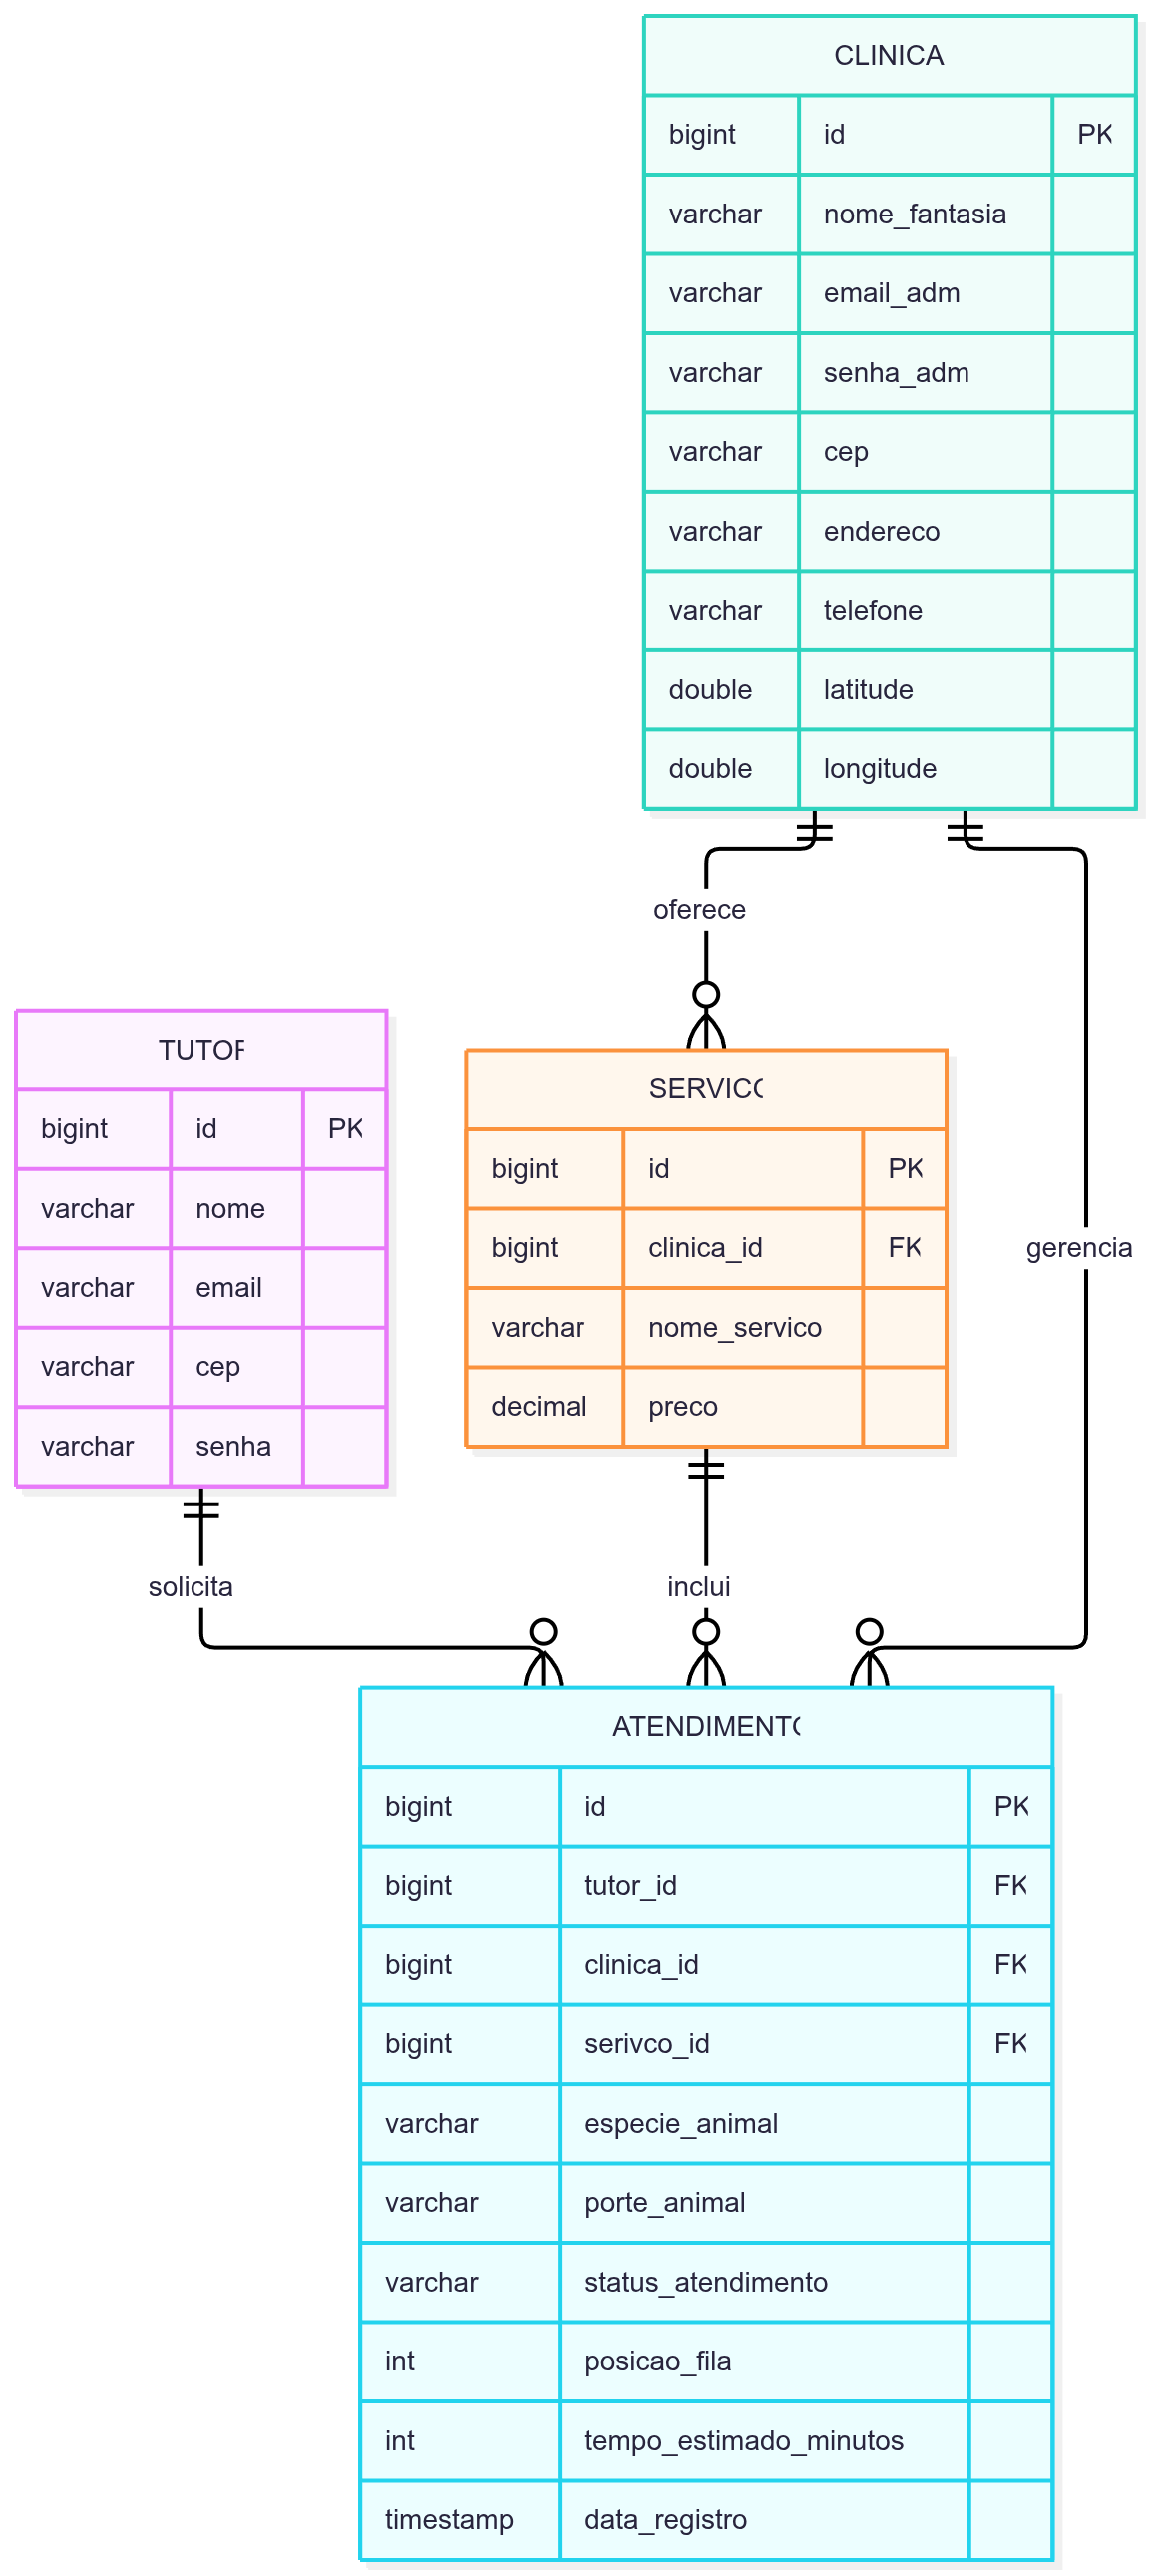 CLINICA
bigint id PK
varchar nome_fantasia
varchar email_adm
varchar senha_adm
varchar cep
varchar endereco
varchar telefone
double latitude
double longitude
oferece
TUTOR
bigint id PK
varchar nome
varchar email
varchar cep
varchar senha
SERVICO
bigint id PK
bigint clinica_id FK
varchar nome_servico
decimal preco
gerencia
solicita
inclui
ATENDIMENTO
bigint id PK
bigint tutor_id FK
bigint clinica_id FK
bigint serivco_id FK
varchar especie_animal
varchar porte_animal
varchar status_atendimento
int posicao_fila
int tempo_estimado_minutos
timestamp data_registro